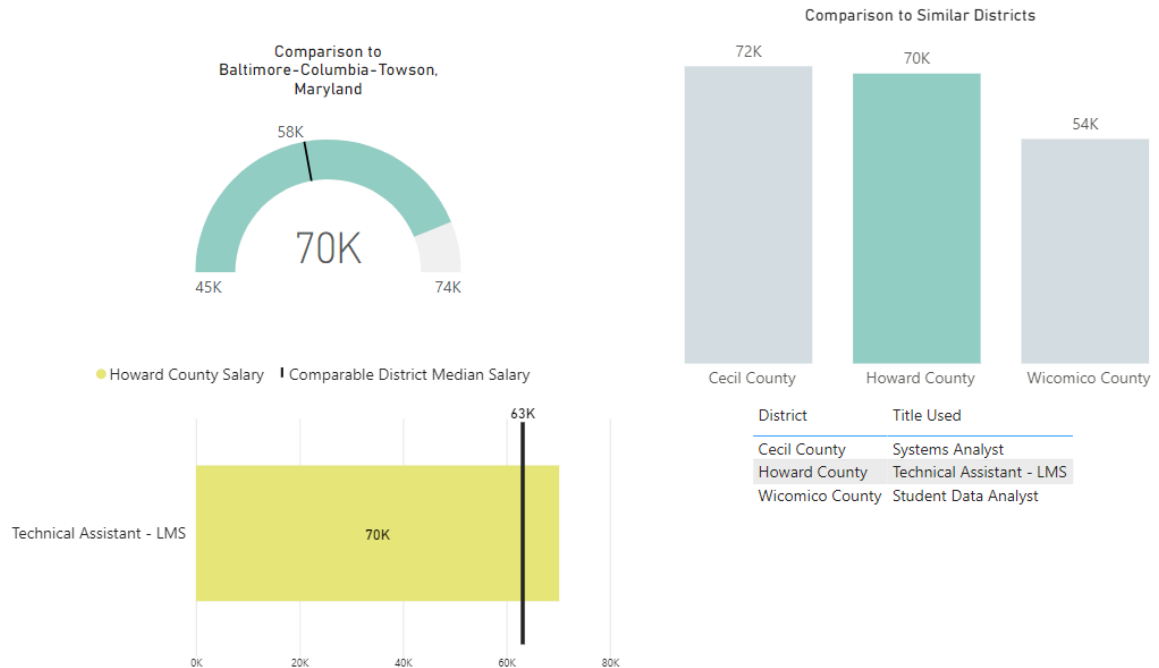 Comparison to
Baltimore-Columbia-Towson,
Maryland
58K
70K
45K
74K
Comparison to Similar Districts
72K
70K
54K
Cecil County
Howard County
Wicomico County
District Title Used
Cecil County Systems Analyst
Howard County Technical Assistant - LMS
Wicomico County Student Data Analyst
Howard County Salary Comparable District Median Salary
63K
Technical Assistant - LMS
70K
0K 20K 40K 60K 80K